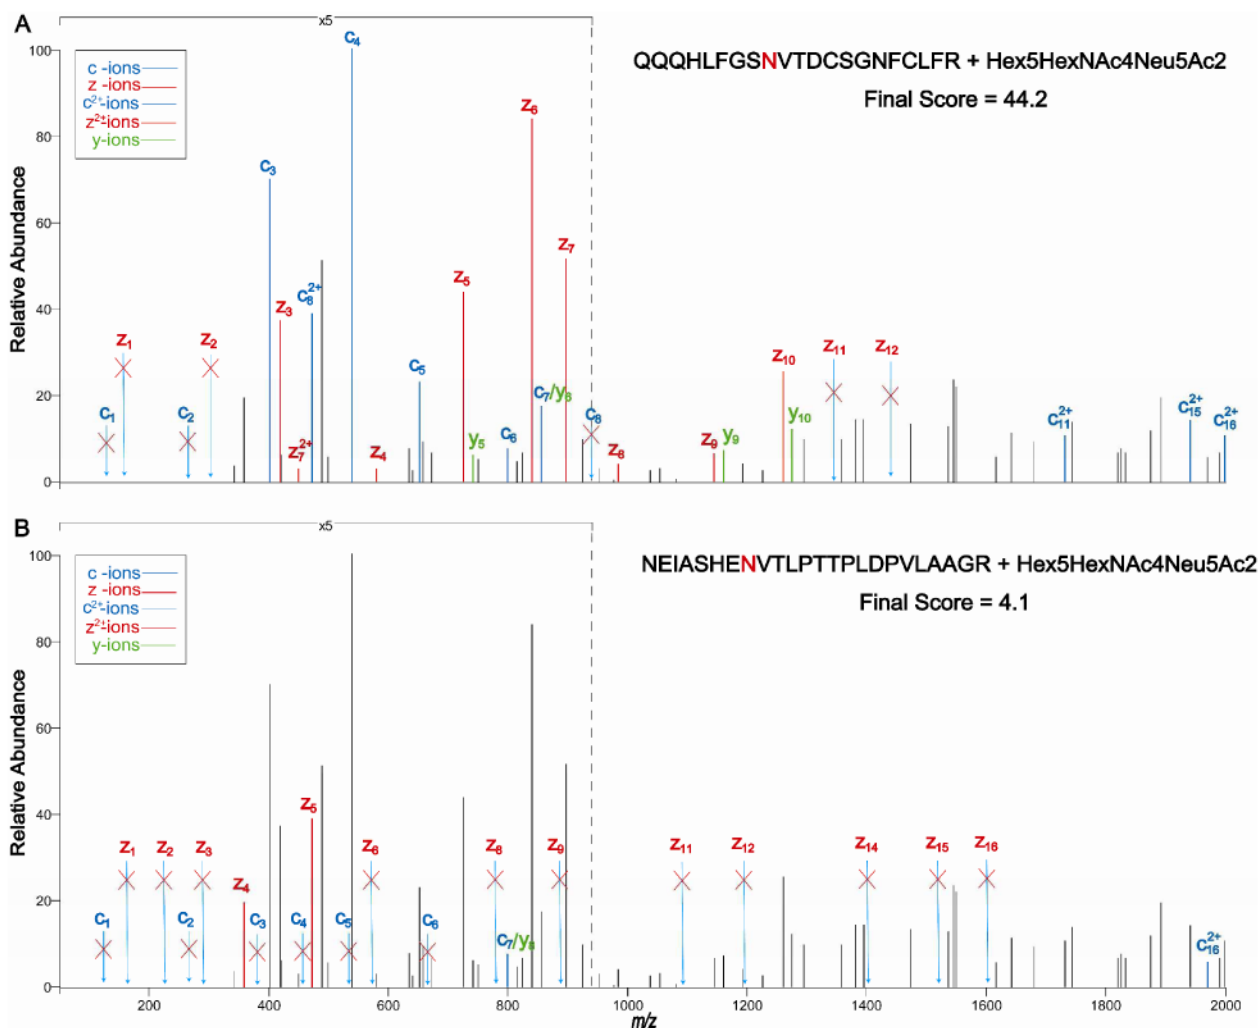 A
x5
QQQHLFGSNVTDCSGNFCLFR + Hex5HexNAc4Neu5Ac2
Final Score = 44.2
c -ions
z -ions
c2+-ions
z2+-ions
y-ions
Relative Abundance
100
80
60
40
20
0
c1
z1
c2
z2
c3
z3
z7 2+
c8 2+
c4
z4
c5
z5
y5
c6
z6
c7/y6
z7
c8
z8
z9
y9
z10
y10
z11
z12
c11 2+
c15 2+
c16 2+
B
x5
NEIASHENVTLPTTPLDPVLAAGR + Hex5HexNAc4Neu5Ac2
Final Score = 4.1
c -ions
z -ions
c2+-ions
z2+-ions
y-ions
Relative Abundance
100
80
60
40
20
0
c1
z1
z2
c2
z3
z4
c3
c4
z5
c5
z6
c6
z8
c7/y8
z9
z11
z12
z14
z15
z16
c16 2+
200
400
600
800
1000
1200
1400
1600
1800
2000
m/z